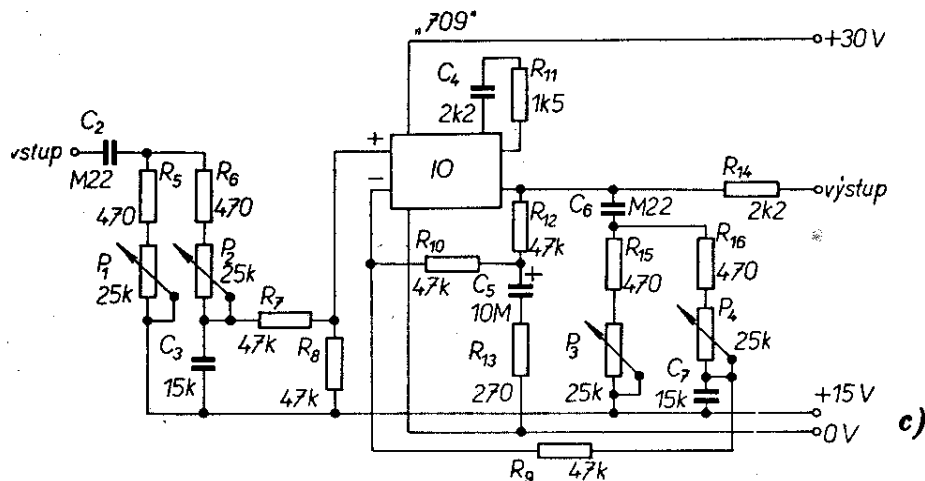 „709"
+30 V
C4
2k2
R11
1k5
C2
vstup
M22
R5
470
R6
470
+
−
IO
R14
2k2
výstup
C6
M22
R12
47k
R10
47k
R15
470
R16
470
P1
25k
P2
25k
C5
+
10M
R7
47k
R8
47k
C3
15k
R13
270
P3
25k
P4
25k
C7
15k
+15 V
0 V
c)
R9
47k